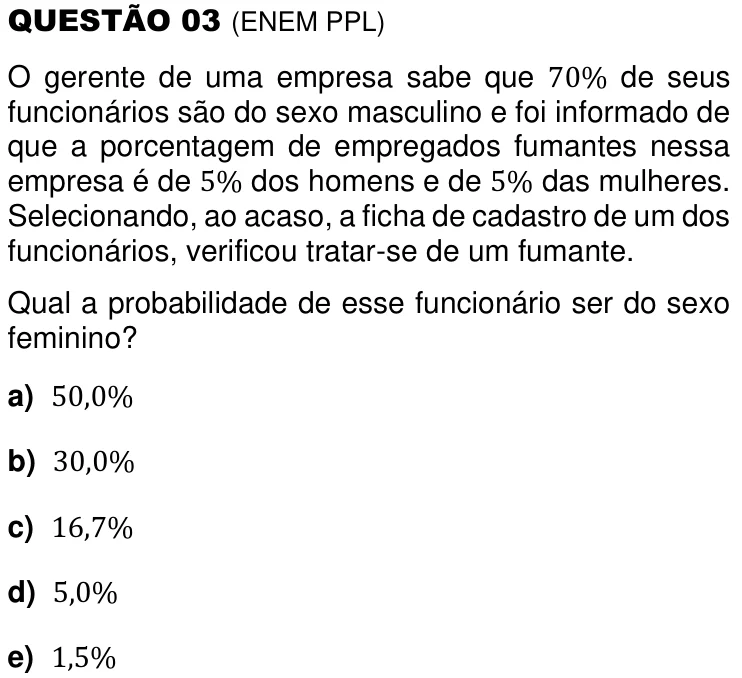 QUESTÃO 03 (ENEM PPL)
O gerente de uma empresa sabe que 70% de seus
funcionários são do sexo masculino e foi informado de
que a porcentagem de empregados fumantes nessa
empresa é de 5% dos homens e de 5% das mulheres.
Selecionando, ao acaso, a ficha de cadastro de um dos
funcionários, verificou tratar-se de um fumante.
Qual a probabilidade de esse funcionário ser do sexo
feminino?
a) 50,0%
b) 30,0%
c) 16,7%
d) 5,0%
e) 1,5%